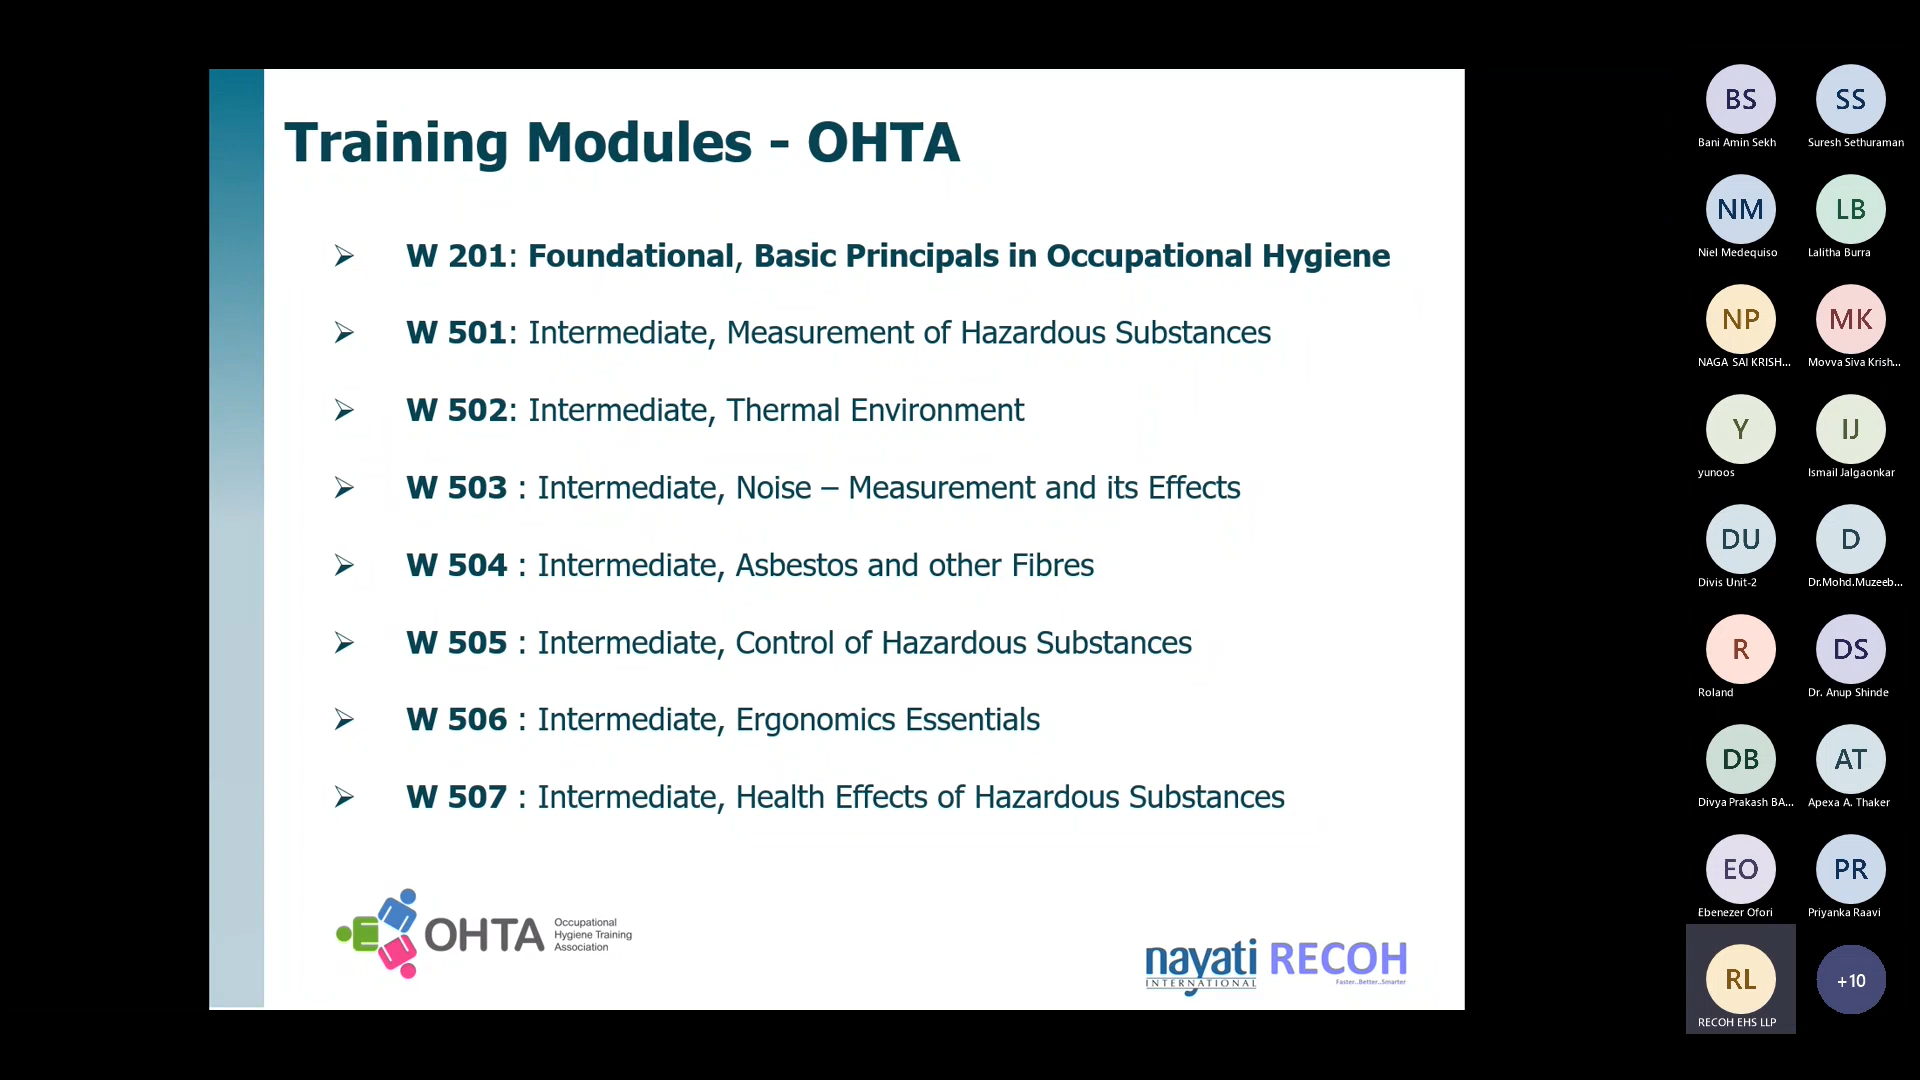 Training Modules - OHTA
➢ W 201: Foundational, Basic Principals in Occupational Hygiene
➢ W 501: Intermediate, Measurement of Hazardous Substances
➢ W 502: Intermediate, Thermal Environment
➢ W 503 : Intermediate, Noise – Measurement and its Effects
➢ W 504 : Intermediate, Asbestos and other Fibres
➢ W 505 : Intermediate, Control of Hazardous Substances
➢ W 506 : Intermediate, Ergonomics Essentials
➢ W 507 : Intermediate, Health Effects of Hazardous Substances
OHTA
Occupational
Hygiene Training
Association
nayati
INTERNATIONAL
RECOH
Faster..Better..Smarter
BS
Bani Amin Sekh
SS
Suresh Sethuraman
NM
Niel Medequiso
LB
Lalitha Burra
NP
NAGA SAI KRISH...
MK
Movva Siva Krish...
Y
yunoos
IJ
Ismail Jalgaonkar
DU
Divis Unit-2
D
Dr.Mohd.Muzeeb...
R
Roland
DS
Dr. Anup Shinde
DB
Divya Prakash BA...
AT
Apexa A. Thaker
EO
Ebenezer Ofori
PR
Priyanka Raavi
RL
RECOH EHS LLP
+10